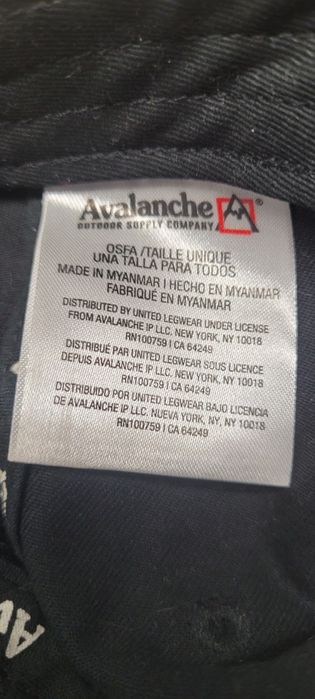 Avalanche ®
OUTDOOR SUPPLY COMPANY
OSFA /TAILLE UNIQUE
UNA TALLA PARA TODOS
MADE IN MYANMAR I HECHO EN MYANMAR
FABRIQUÉ EN MYANMAR
DISTRIBUTED BY UNITED LEGWEAR UNDER LICENSE
FROM AVALANCHE IP LLC. NEW YORK, NY 10018
RN100759 I CA 64249
DISTRIBUÉ PAR UNITED LEGWEAR SOUS LICENCE
DEPUIS AVALANCHE IP LLC. NEW YORK, NY 10018
RN100759 I CA 64249
DISTRIBUIDO POR UNITED LEGWEAR BAJO LICENCIA
DE AVALANCHE IP LLC. NUEVA YORK, NY, NY 10018
RN100759 I CA 64249
Av